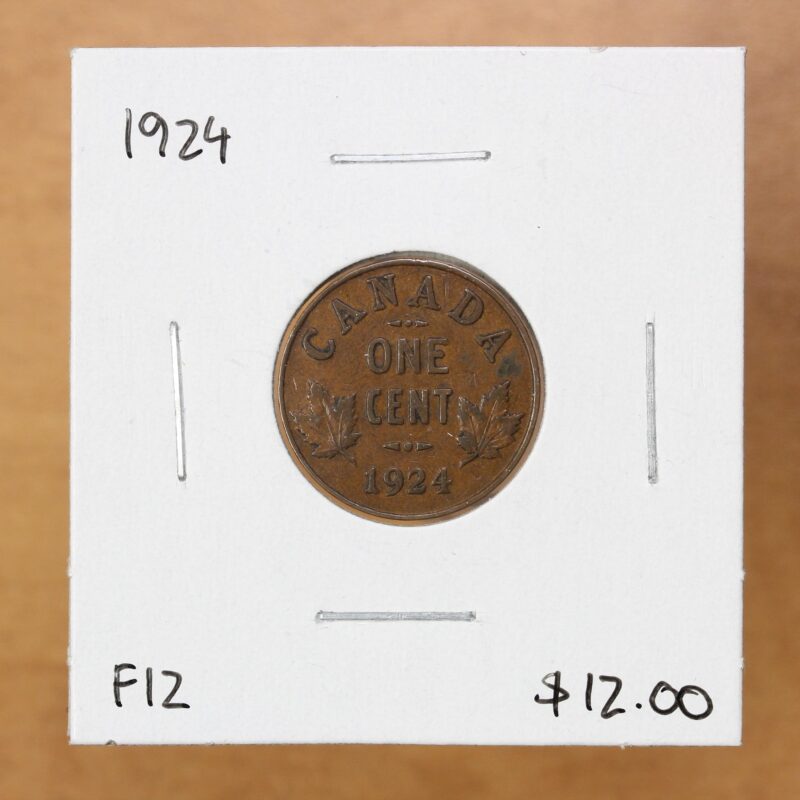 1924
CANADA
ONE
CENT
1924
F12
$12.00